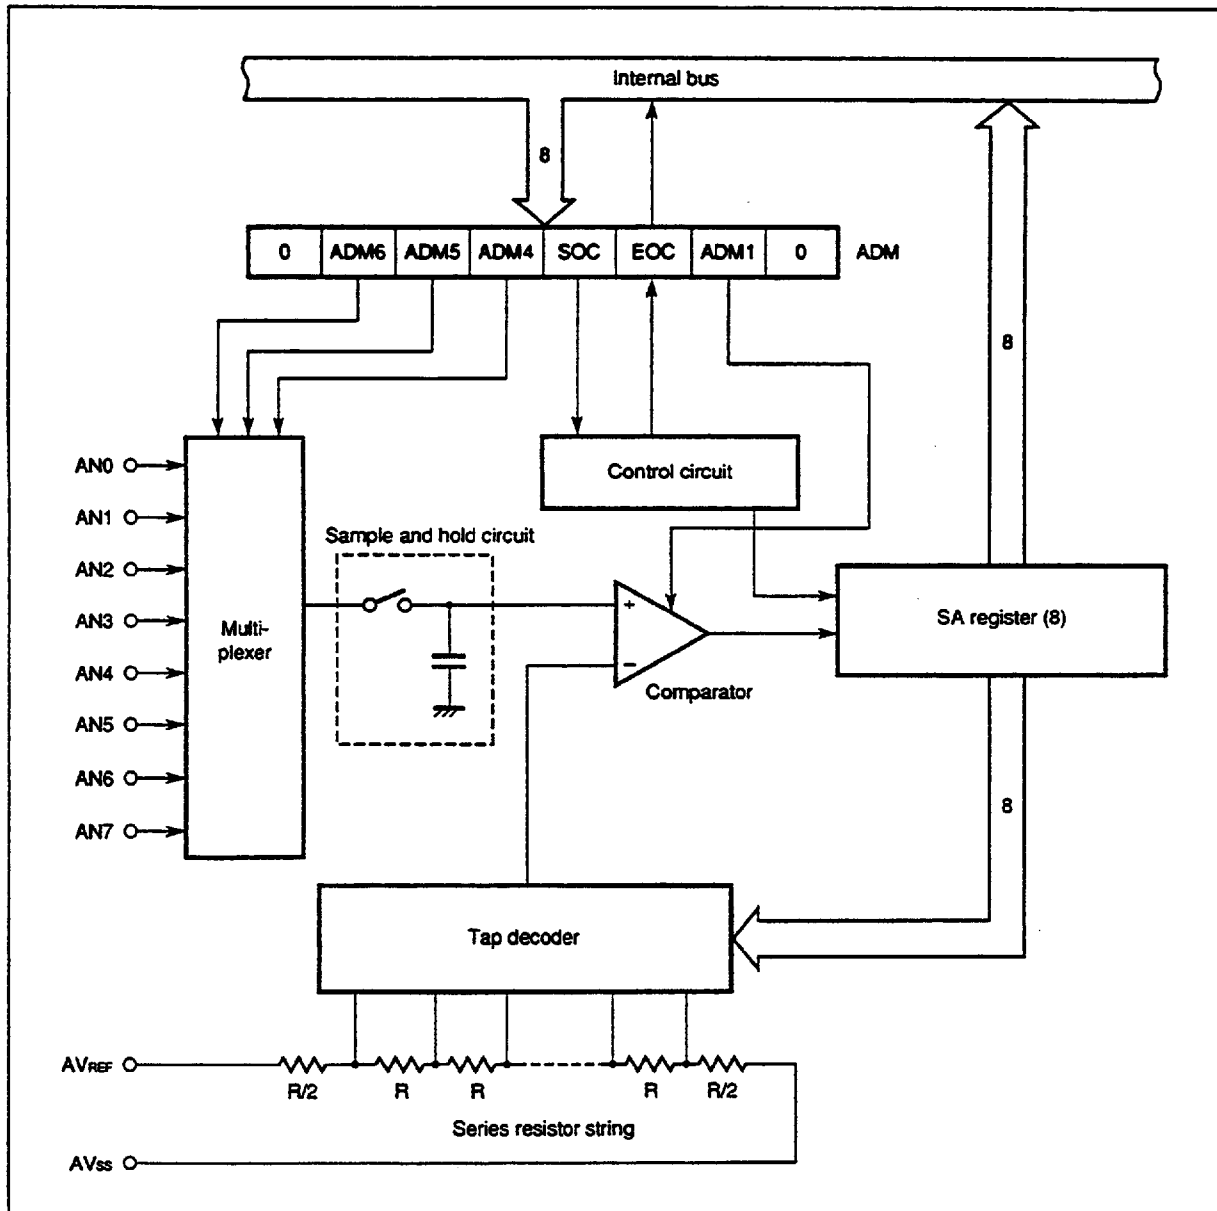 Internal bus
8
0 ADM6 ADM5 ADM4 SOC EOC ADM1 0 ADM
8
AN0
AN1
AN2
AN3
AN4
AN5
AN6
AN7
Multi-
plexer
Control circuit
Sample and hold circuit
+
−
Comparator
SA register (8)
8
Tap decoder
AVREF
R/2 R R R R/2
Series resistor string
AVSS